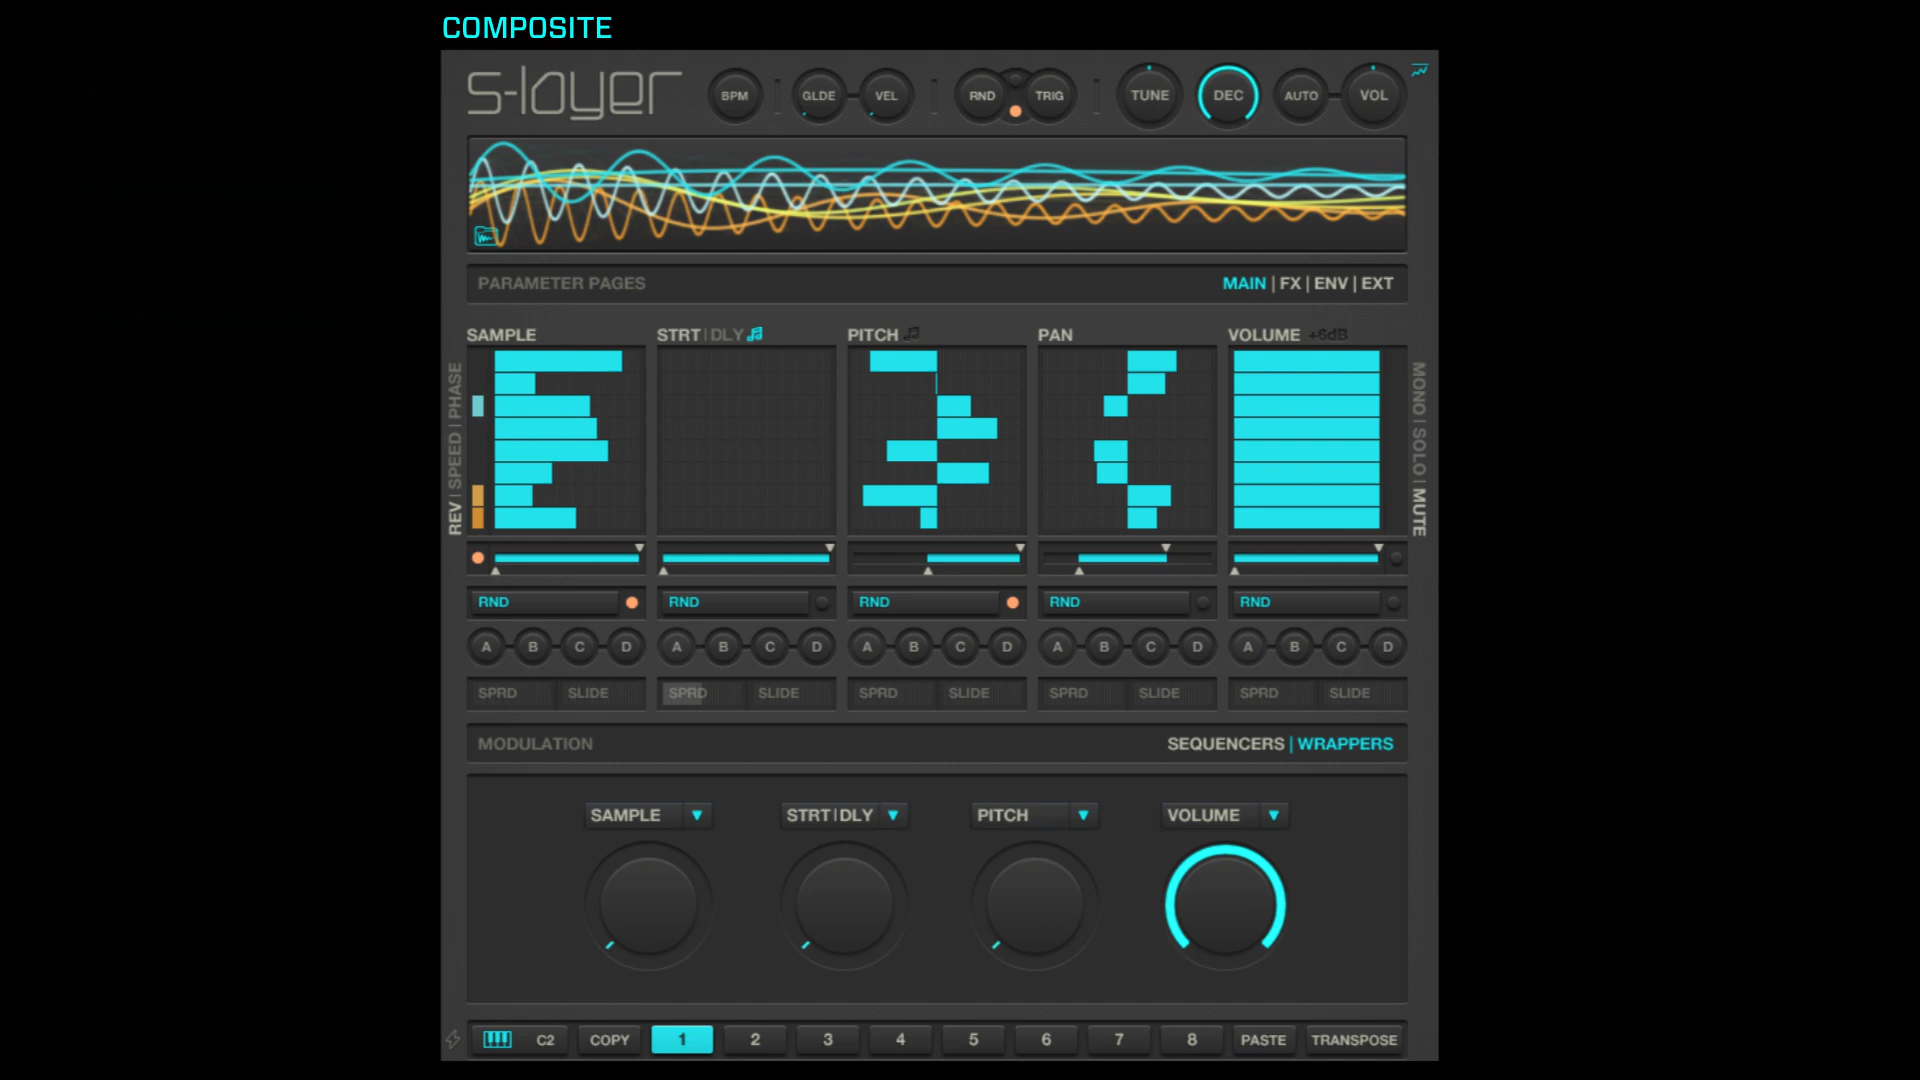 COMPOSITE
s-layer BPM GLDE VEL RND TRIG TUNE DEC AUTO VOL
PARAMETER PAGES MAIN | FX | ENV | EXT
SAMPLE STRT | DLY PITCH PAN VOLUME +6dB
REV | SPEED | PHASE
MONO | SOLO | MUTE
RND RND RND RND RND
A B C D A B C D A B C D A B C D A B C D
SPRD SLIDE SPRD SLIDE SPRD SLIDE SPRD SLIDE SPRD SLIDE
MODULATION SEQUENCERS | WRAPPERS
SAMPLE STRT | DLY PITCH VOLUME
C2 COPY 1 2 3 4 5 6 7 8 PASTE TRANSPOSE